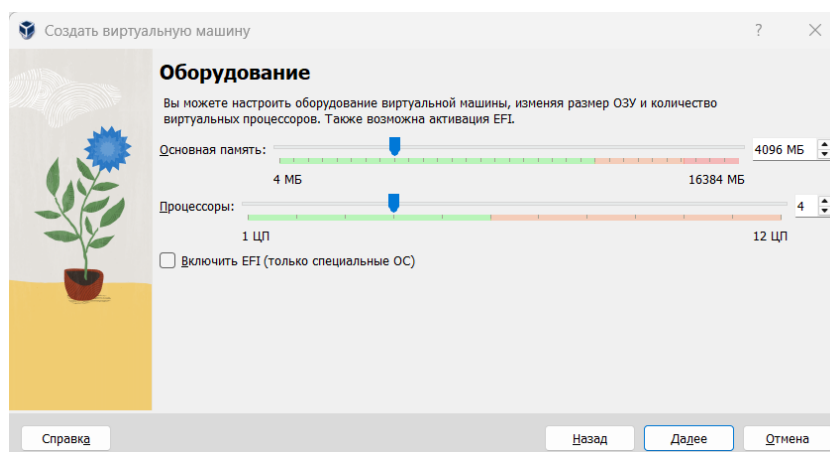 Создать виртуальную машину
?
Оборудование
Вы можете настроить оборудование виртуальной машины, изменяя размер ОЗУ и количество
виртуальных процессоров. Также возможна активация EFI.
Основная память: 4096 МБ
4 МБ 16384 МБ
Процессоры: 4
1 ЦП 12 ЦП
Включить EFI (только специальные ОС)
Справка Назад Далее Отмена